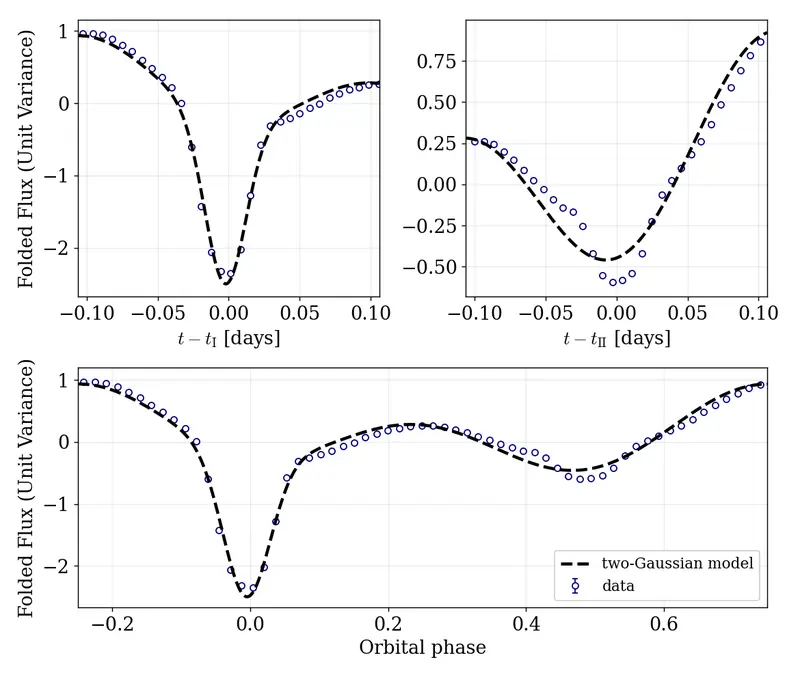 Folded Flux (Unit Variance)
1
0
−1
−2
−0.10 −0.05 0.00 0.05 0.10
t − tI [days]
0.75
0.50
0.25
0.00
−0.25
−0.50
−0.10 −0.05 0.00 0.05 0.10
t − tII [days]
Folded Flux (Unit Variance)
1
0
−1
−2
−0.2 0.0 0.2 0.4 0.6
Orbital phase
two-Gaussian model
data